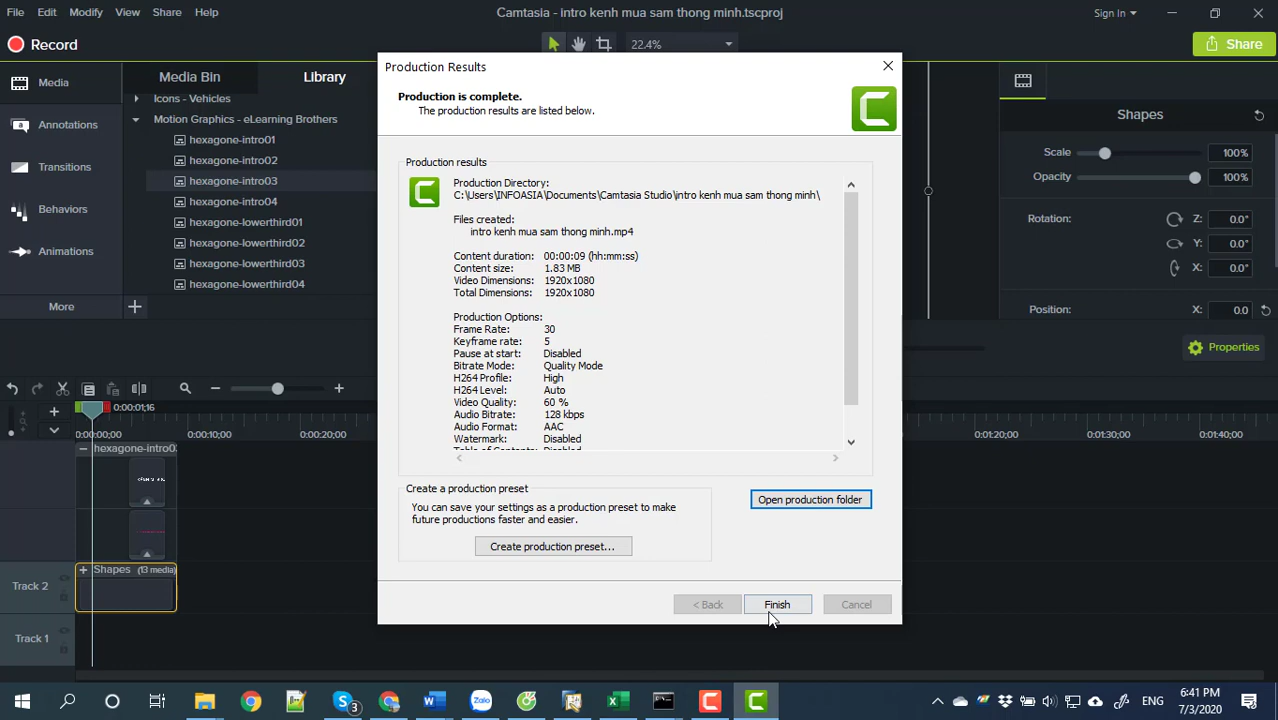 File Edit Modify View Share Help
Camtasia - intro kenh mua sam thong minh.tscproj
Sign In
Record
22.4%
Share
Media
Annotations
Transitions
Behaviors
Animations
More
Media Bin
Library
Icons - Vehicles
Motion Graphics - eLearning Brothers
hexagone-intro01
hexagone-intro02
hexagone-intro03
hexagone-intro04
hexagone-lowerthird01
hexagone-lowerthird02
hexagone-lowerthird03
hexagone-lowerthird04
Production Results
Production is complete.
The production results are listed below.
Production results
Production Directory:
C:\Users\INFOASIA\Documents\Camtasia Studio\intro kenh mua sam thong minh\
Files created:
intro kenh mua sam thong minh.mp4
Content duration: 00:00:09 (hh:mm:ss)
Content size: 1.83 MB
Video Dimensions: 1920x1080
Total Dimensions: 1920x1080
Production Options:
Frame Rate: 30
Keyframe rate: 5
Pause at start: Disabled
Bitrate Mode: Quality Mode
H264 Profile: High
H264 Level: Auto
Video Quality: 60 %
Audio Bitrate: 128 kbps
Audio Format: AAC
Watermark: Disabled
Create a production preset
You can save your settings as a production preset to make
future productions faster and easier.
Create production preset...
Open production folder
< Back
Finish
Cancel
Shapes
Scale 100%
Opacity 100%
Rotation: Z: 0.0°
Y: 0.0°
X: 0.0°
Position: X: 0.0
Properties
0:00:01;16
0:00:00;00 0:00:10;00 0:00:20;00 0:01:20;00 0:01:30;00 0:01:40;00
hexagone-intro0
Track 2
Shapes (13 media)
Track 1
3
ENG
6:41 PM
7/3/2020